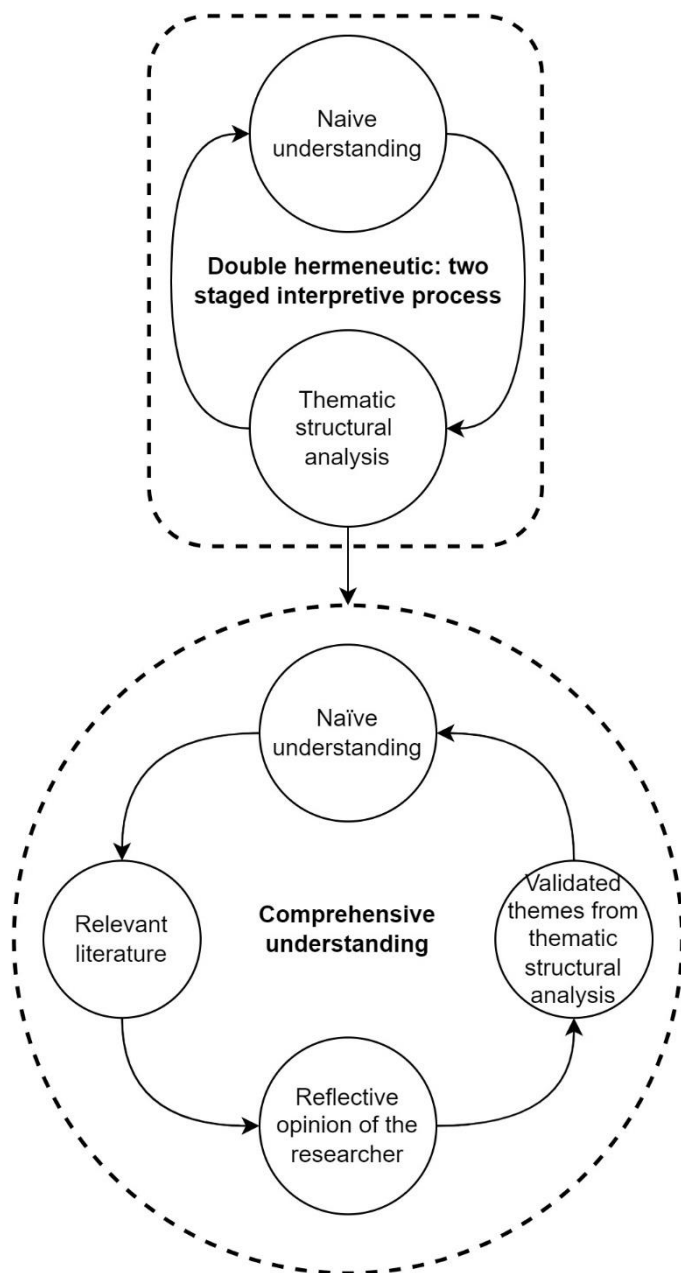 Naive
understanding
Double hermeneutic: two
staged interpretive process
Thematic
structural
analysis
Naïve
understanding
Relevant
literature
Comprehensive
understanding
Validated
themes from
thematic
structural
analysis
Reflective
opinion of the
researcher